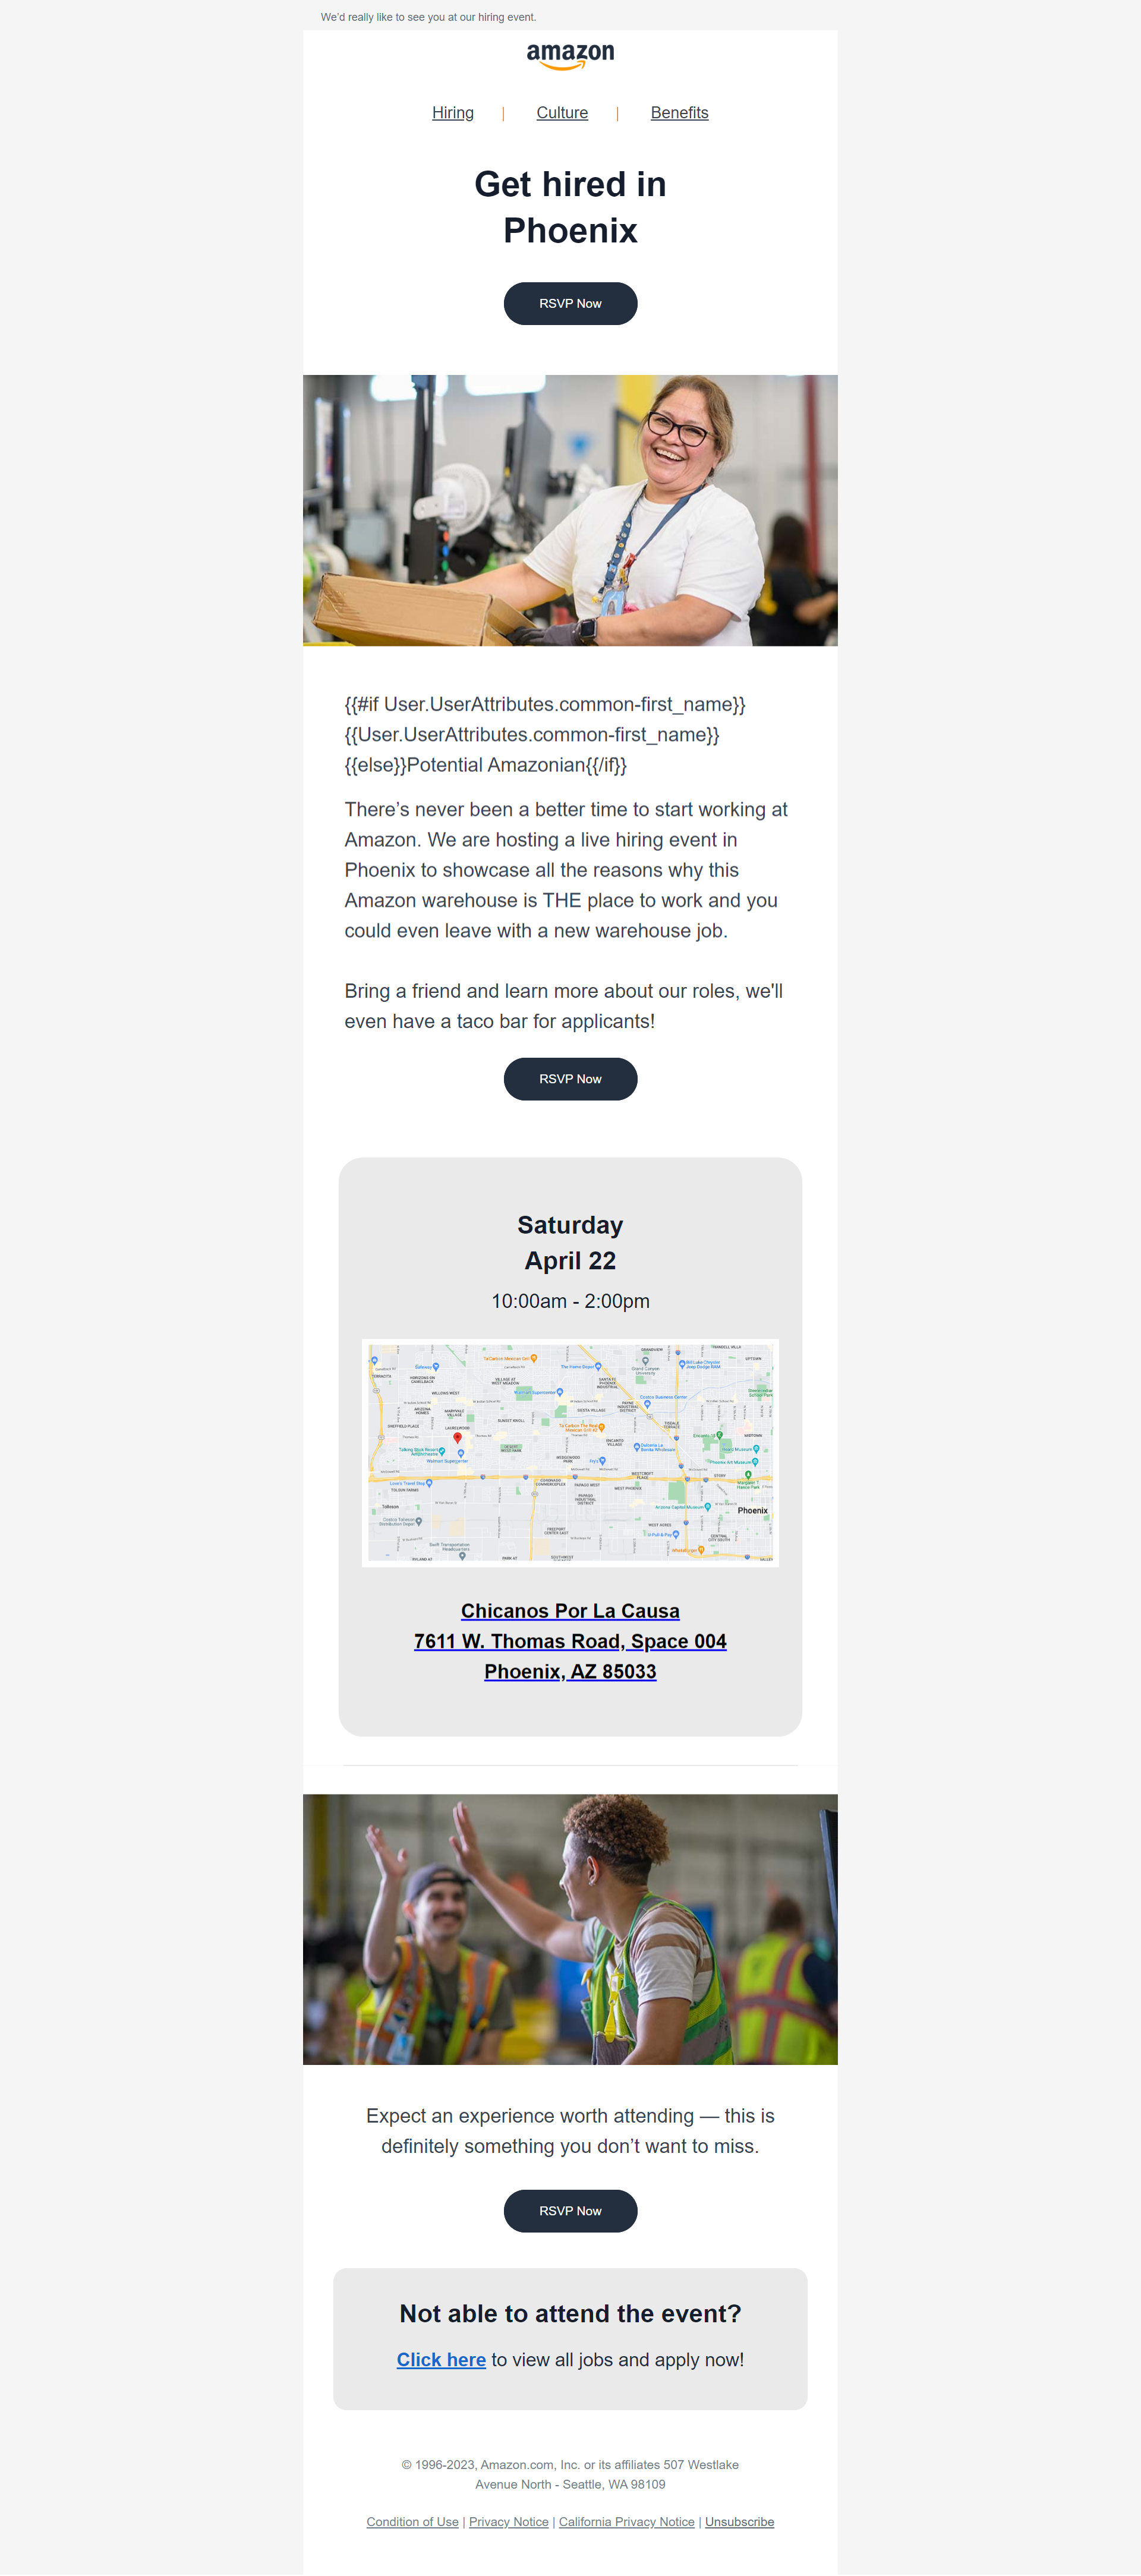 We'd really like to see you at our hiring event.
amazon
Hiring | Culture | Benefits
Get hired in
Phoenix
RSVP Now
{{#if User.UserAttributes.common-first_name}}
{{User.UserAttributes.common-first_name}}
{{else}}Potential Amazonian{{/if}}
There’s never been a better time to start working at
Amazon. We are hosting a live hiring event in
Phoenix to showcase all the reasons why this
Amazon warehouse is THE place to work and you
could even leave with a new warehouse job.
Bring a friend and learn more about our roles, we'll
even have a taco bar for applicants!
RSVP Now
Saturday
April 22
10:00am - 2:00pm
Phoenix
Chicanos Por La Causa
7611 W. Thomas Road, Space 004
Phoenix, AZ 85033
Expect an experience worth attending — this is
definitely something you don’t want to miss.
RSVP Now
Not able to attend the event?
Click here to view all jobs and apply now!
© 1996-2023, Amazon.com, Inc. or its affiliates 507 Westlake
Avenue North - Seattle, WA 98109
Condition of Use | Privacy Notice | California Privacy Notice | Unsubscribe